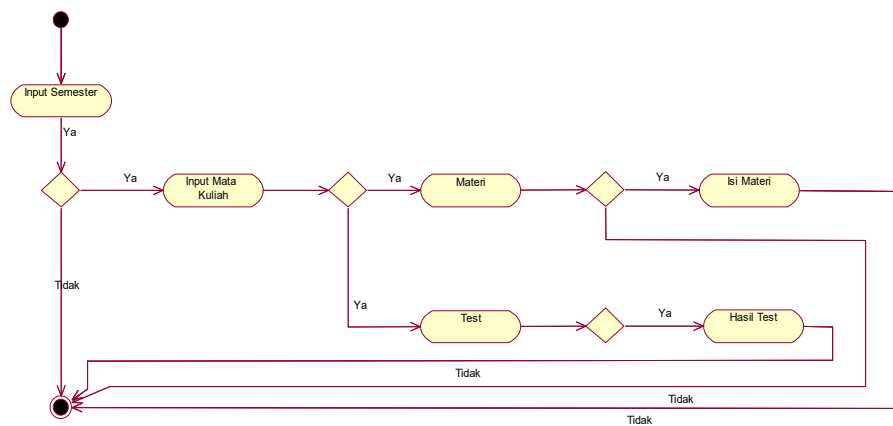 Input Semester
Ya
Ya
Input Mata
Kuliah
Ya
Materi
Ya
Isi Materi
Tidak
Ya
Test
Ya
Hasil Test
Tidak
Tidak
Tidak